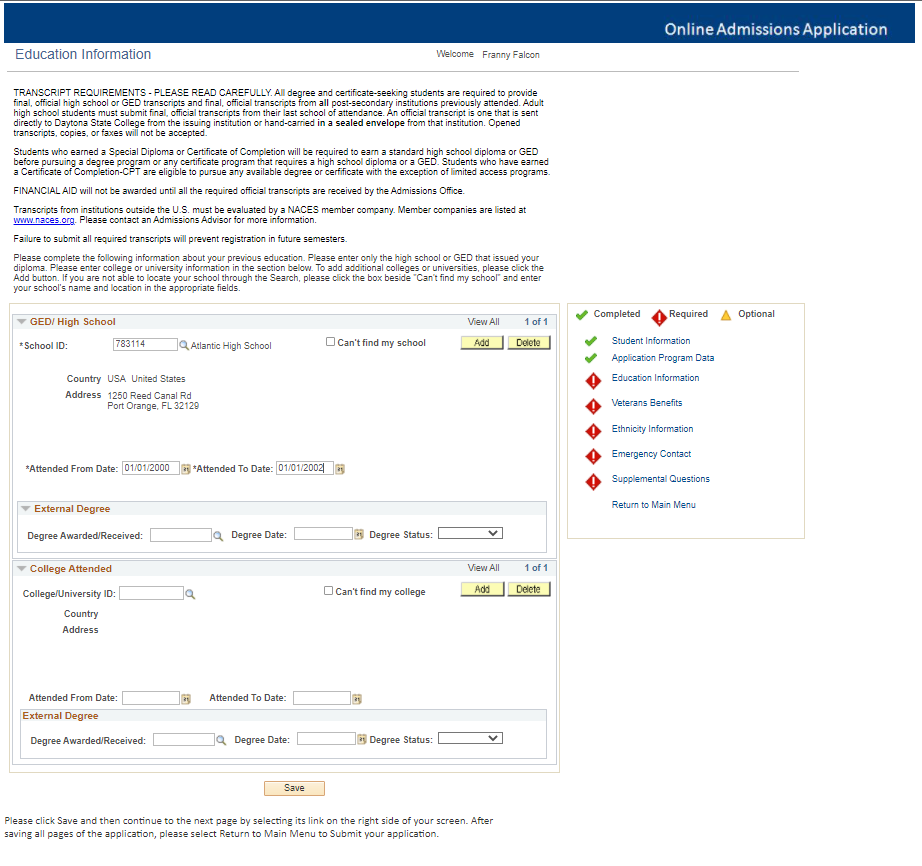 Online Admissions Application
Education Information
Welcome Franny Falcon
TRANSCRIPT REQUIREMENTS - PLEASE READ CAREFULLY. All degree and certificate-seeking students are required to provide
final, official high school or GED transcripts and final, official transcripts from all post-secondary institutions previously attended. Adult
high school students must submit final, official transcripts from their last school of attendance. An official transcript is one that is sent
directly to Daytona State College from the issuing institution or hand-carried in a sealed envelope from that institution. Opened
transcripts, copies, or faxes will not be accepted.
Students who earned a Special Diploma or Certificate of Completion will be required to earn a standard high school diploma or GED
before pursuing a degree program or any certificate program that requires a high school diploma or a GED. Students who have earned
a Certificate of Completion-CPT are eligible to pursue any available degree or cerfificate with the exception of limited access programs.
FINANCIAL AID will not be awarded until all the required official transcripts are received by the Admissions Office.
Transcripts from institutions outside the U.S. must be evaluated by a NACES member company. Member companies are listed at
www.naces.org. Please contact an Admissions Advisor for more information.
Failure to submit all required transcripts will prevent registration in future semesters.
Please complete the following information about your previous education. Please enter only the high school or GED that issued your
diploma. Please enter college or university information in the section below. To add additional colleges or universities, please click the
Add button. If you are not able to locate your school through the Search, please click the box beside "Can't find my school" and enter
your school's name and location in the appropriate fields.
GED/ High School View All 1 of 1
*School ID: 783114 Atlantic High School Can't find my school Add Delete
Country USA United States
Address 1250 Reed Canal Rd
Port Orange, FL 32129
*Attended From Date: 01/01/2000 *Attended To Date: 01/01/2002
External Degree
Degree Awarded/Received: Degree Date: Degree Status:
College Attended View All 1 of 1
College/University ID: Can't find my college Add Delete
Country
Address
Attended From Date: Attended To Date:
External Degree
Degree Awarded/Received: Degree Date: Degree Status:
Save
Completed Required Optional
Student Information
Application Program Data
Education Information
Veterans Benefits
Ethnicity Information
Emergency Contact
Supplemental Questions
Return to Main Menu
Please click Save and then continue to the next page by selecting its link on the right side of your screen. After
saving all pages of the application, please select Return to Main Menu to Submit your application.